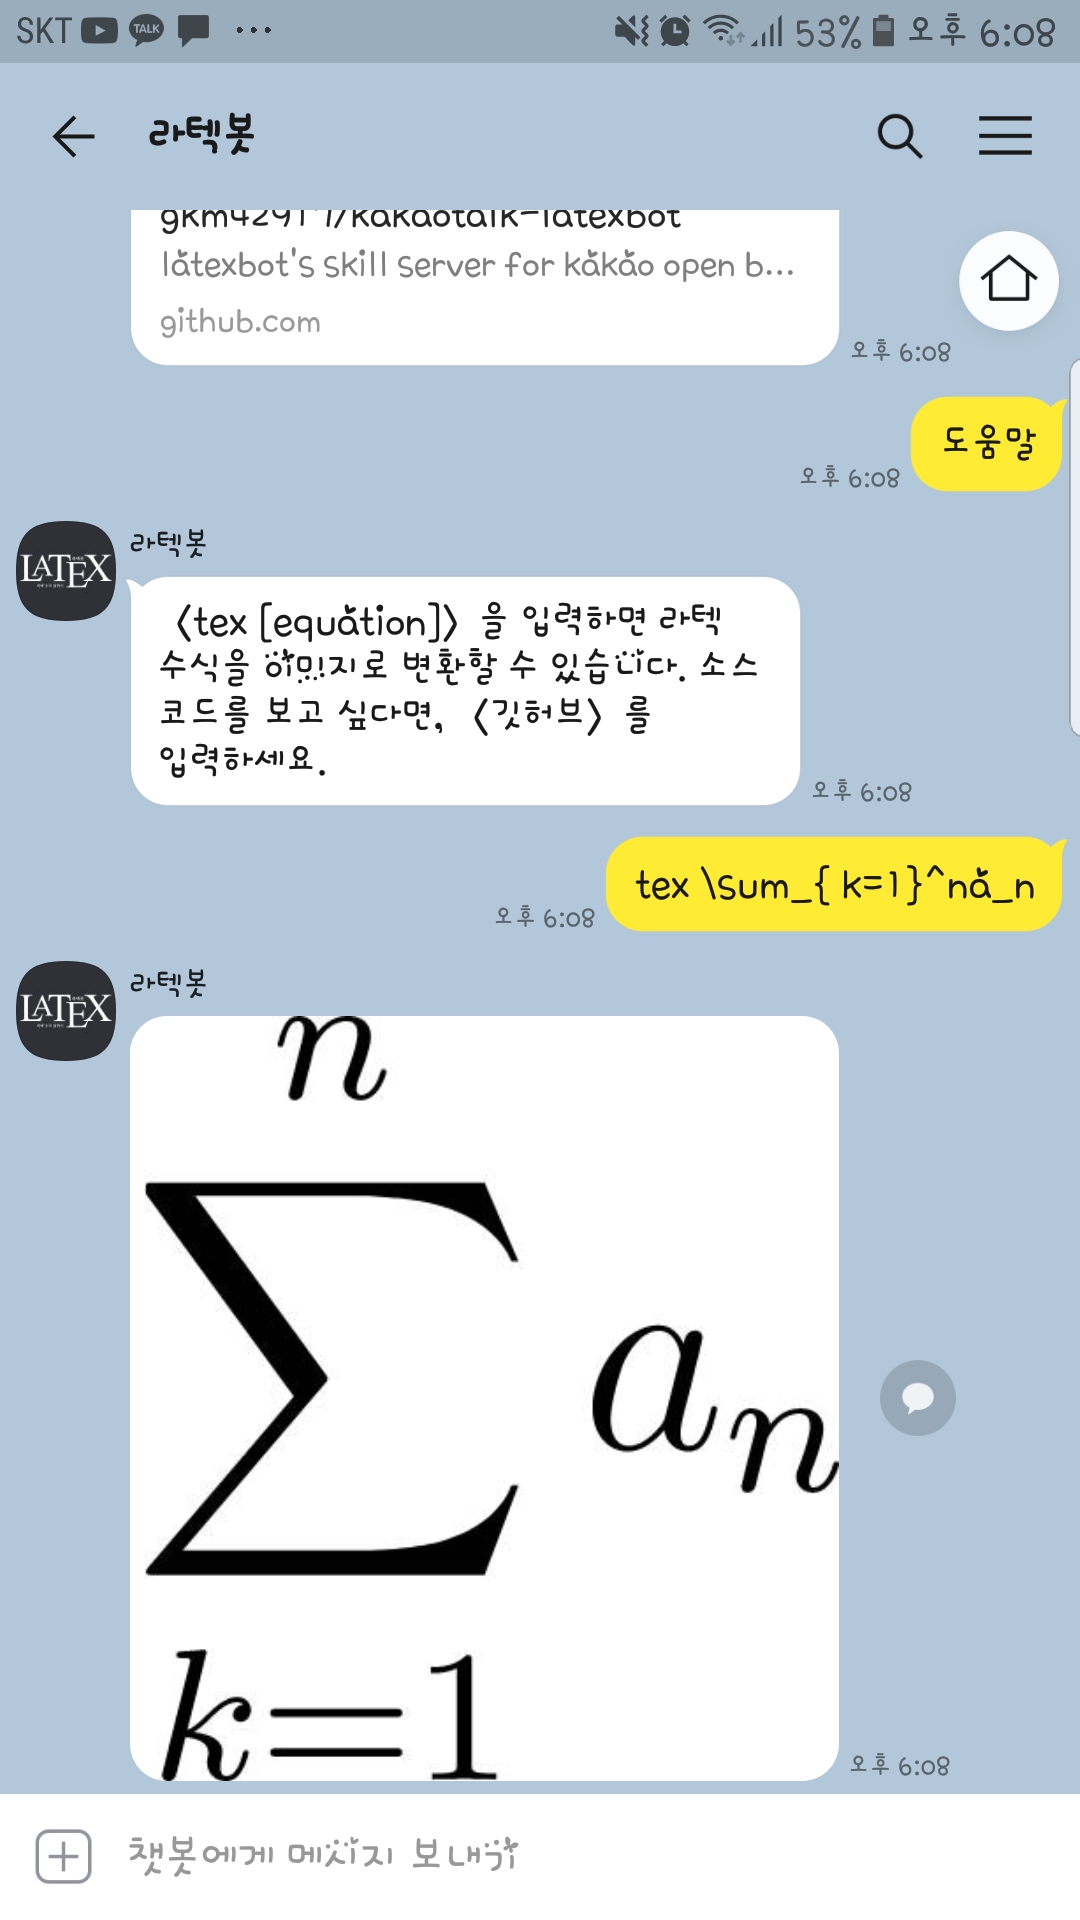 SKT TALK 53% 오후 6:08
라텍봇
gkm42917/kakaotalk-latexbot
latexbot's skill server for kakao open b...
github.com
오후 6:08
도움말
오후 6:08
라텍봇
LATEX
〈tex [equation]〉 을 입력하면 라텍
수식을 이미지로 변환할 수 있습니다. 소스
코드를 보고 싶다면, 〈깃허브〉 를
입력하세요.
오후 6:08
tex \sum_{ k=1}^na_n
오후 6:08
라텍봇
LATEX
n
∑ a_n
k=1
오후 6:08
챗봇에게 메시지 보내기